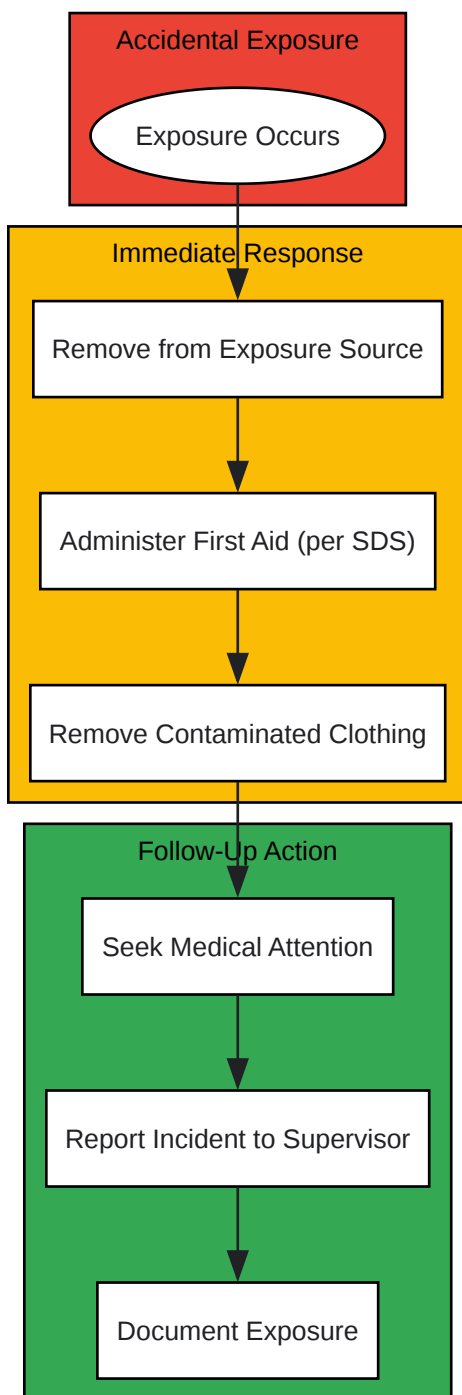 Accidental Exposure
Exposure Occurs
Immediate Response
Remove from Exposure Source
Administer First Aid (per SDS)
Remove Contaminated Clothing
Follow-Up Action
Seek Medical Attention
Report Incident to Supervisor
Document Exposure